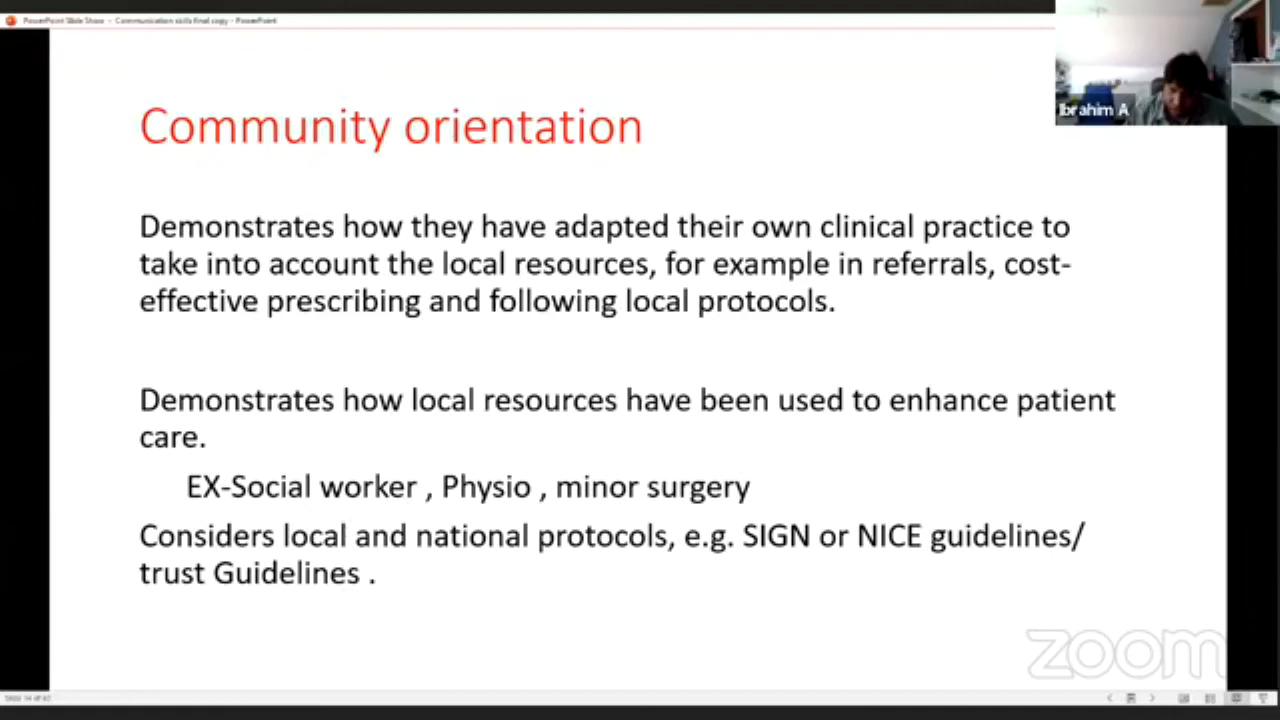 PowerPoint Slide Show - Communication skills final copy - PowerPoint
Ibrahim A
Community orientation
Demonstrates how they have adapted their own clinical practice to
take into account the local resources, for example in referrals, cost-
effective prescribing and following local protocols.
Demonstrates how local resources have been used to enhance patient
care.
EX-Social worker , Physio , minor surgery
Considers local and national protocols, e.g. SIGN or NICE guidelines/
trust Guidelines .
zoom